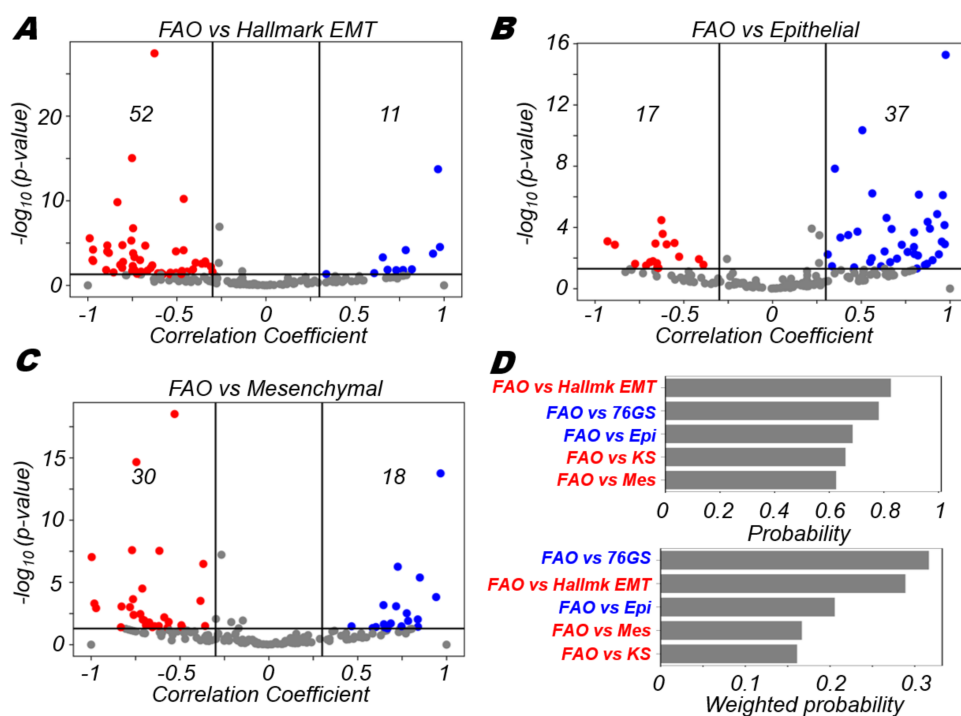 A
FAO vs Hallmark EMT
-log10 (p-value)
20
10
0
52
11
-1
-0.5
0
0.5
1
Correlation Coefficient
B
FAO vs Epithelial
-log10 (p-value)
16
12
8
4
0
17
37
-1
-0.5
0
0.5
1
Correlation Coefficient
C
FAO vs Mesenchymal
-log10 (p-value)
15
10
5
0
30
18
-1
-0.5
0
0.5
1
Correlation Coefficient
D
FAO vs Hallmk EMT
FAO vs 76GS
FAO vs Epi
FAO vs KS
FAO vs Mes
0 0.2 0.4 0.6 0.8 1
Probability
FAO vs 76GS
FAO vs Hallmk EMT
FAO vs Epi
FAO vs Mes
FAO vs KS
0 0.1 0.2 0.3
Weighted probability